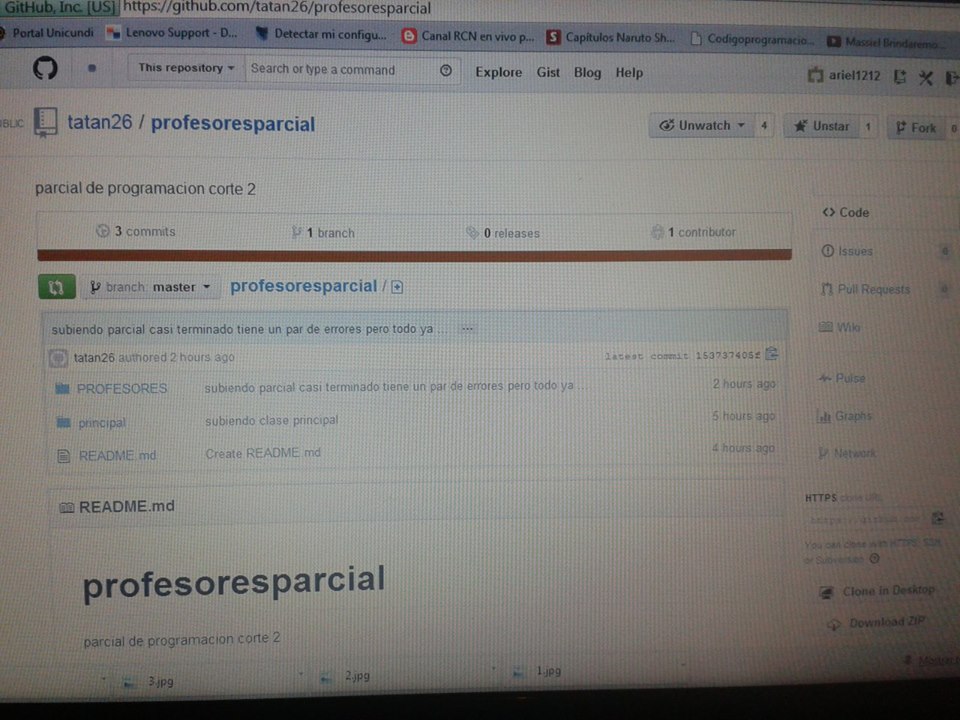 GitHub, Inc. [US] https://github.com/tatan26/profesoresparcial
Portal Unicundi Lenovo Support - D... Detectar mi configu... Canal RCN en vivo p... Capítulos Naruto Sh... Codigoprogramacio... Massiel Brindaremo...
This repository Search or type a command Explore Gist Blog Help ariel1212
BLIC tatan26 / profesoresparcial Unwatch 4 Unstar 1 Fork 0
parcial de programacion corte 2
3 commits 1 branch 0 releases 1 contributor
branch: master profesoresparcial /
subiendo parcial casi terminado tiene un par de errores pero todo ya ... ...
tatan26 authored 2 hours ago latest commit 153737405f
PROFESORES subiendo parcial casi terminado tiene un par de errores pero todo ya ... 2 hours ago
principal subiendo clase principal 5 hours ago
README.md Create README.md 4 hours ago
README.md
profesoresparcial
parcial de programacion corte 2
Code
Issues 0
Pull Requests 0
Wiki
Pulse
Graphs
Network
HTTPS clone URL
You can clone with HTTPS, SSH,
or Subversion
Clone in Desktop
Download ZIP
3.jpg 2.jpg 1.jpg